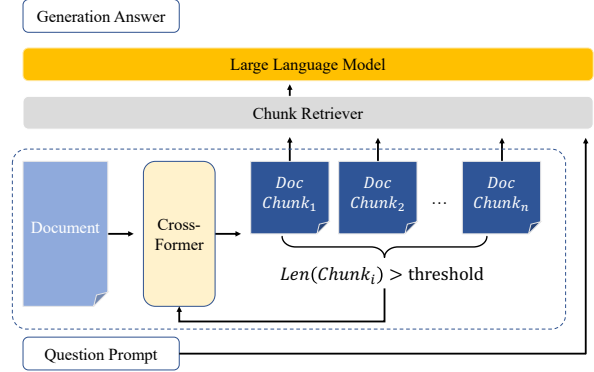 Generation Answer
Large Language Model
Chunk Retriever
Document
Cross-
Former
Doc
Chunk₁
Doc
Chunk₂
...
Doc
Chunkₙ
Len(Chunkᵢ) > threshold
Question Prompt